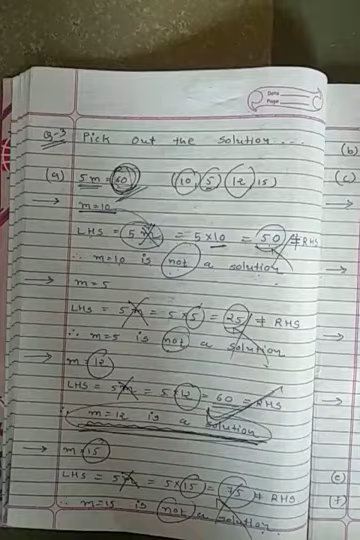 Date
Page
Q-3 Pick out the solution ...
(a) 5m = 60 (10, 5, 12, 15)
→ m=10
LHS = 5m = 5×10 = 50 ≠ RHS
∴ m=10 is not a solution
→ m=5
LHS = 5m = 5×5 = 25 ≠ RHS
∴ m=5 is not a solution
→ m=12
LHS = 5m = 5×12 = 60 = RHS
∴ m=12 is a solution
→ m=15
LHS = 5m = 5×15 = 75 ≠ RHS
∴ m=15 is not a solution
(b)
(c)
→
→
→
(e)
(f)